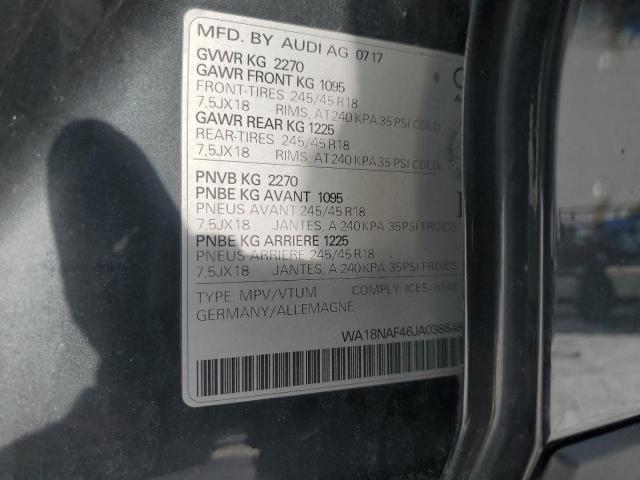 MFD. BY AUDI AG 07 17
GVWR KG 2270
GAWR FRONT KG 1095
FRONT-TIRES 245/45 R18
7,5JX18 RIMS, AT 240 KPA 35 PSI COLD
GAWR REAR KG 1225
REAR-TIRES 245/45 R18
7,5JX18 RIMS, AT 240 KPA 35 PSI COLD
PNVB KG 2270
PNBE KG AVANT 1095
PNEUS AVANT 245/45 R18
7,5JX18 JANTES, A 240 KPA 35 PSI FROIDS
PNBE KG ARRIERE 1225
PNEUS ARRIERE 245/45 R18
7,5JX18 JANTES, A 240 KPA 35 PSI FROIDS
TYPE: MPV/VTUM COMPLY: ICES/NMB
GERMANY/ALLEMAGNE
WA18NAF46JA038648